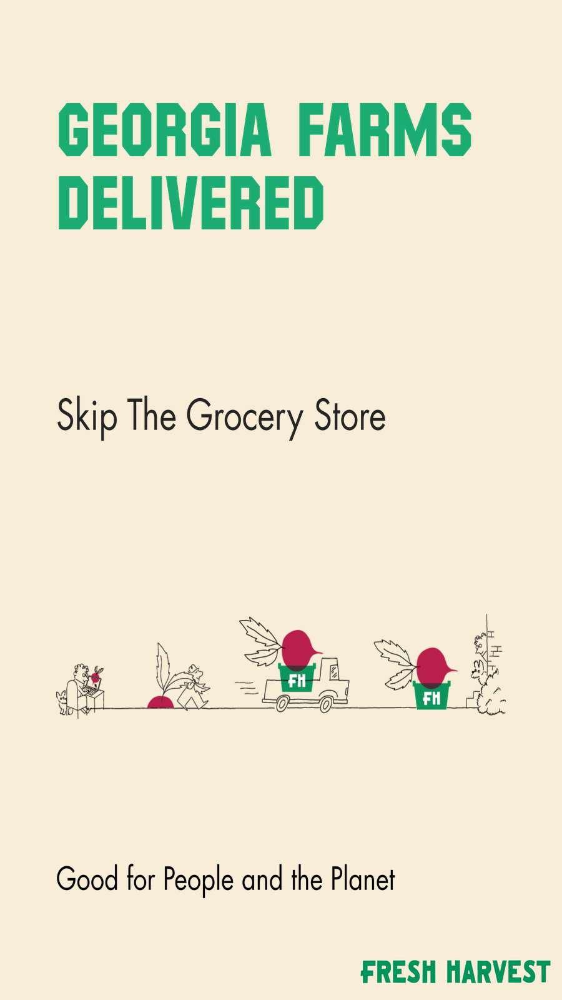 GEORGIA FARMS
DELIVERED
Skip The Grocery Store
FH
FH
Good for People and the Planet
FRESH HARVEST